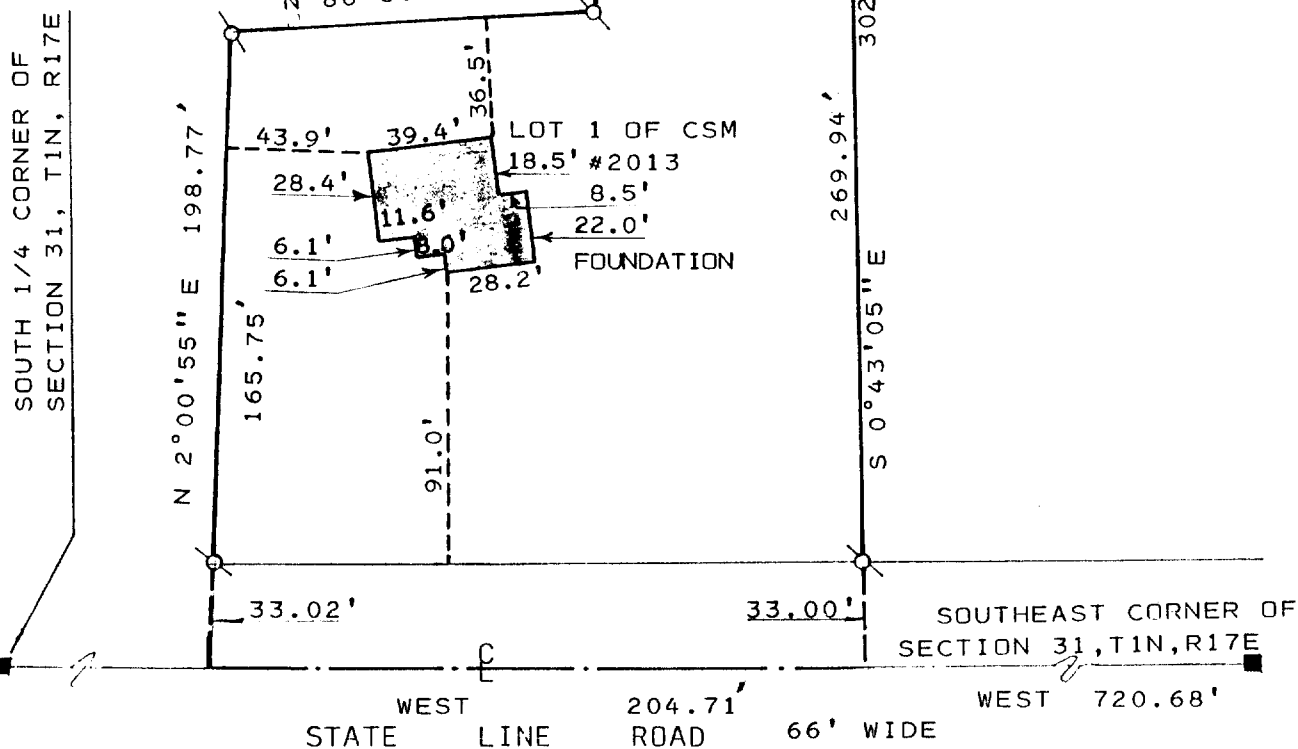 SOUTH 1/4 CORNER OF
SECTION 31, T1N, R17E
N 2°00'55" E 198.77'
165.75'
36.5'
43.9'
39.4'
LOT 1 OF CSM
#2013
18.5'
28.4'
8.5'
11.6'
22.0'
6.1'
8.0'
FOUNDATION
6.1'
28.2'
91.0'
302
269.94'
S 0°43'05" E
33.02'
33.00'
SOUTHEAST CORNER OF
SECTION 31,T1N,R17E
CL
WEST 204.71'
WEST 720.68'
STATE LINE ROAD 66' WIDE